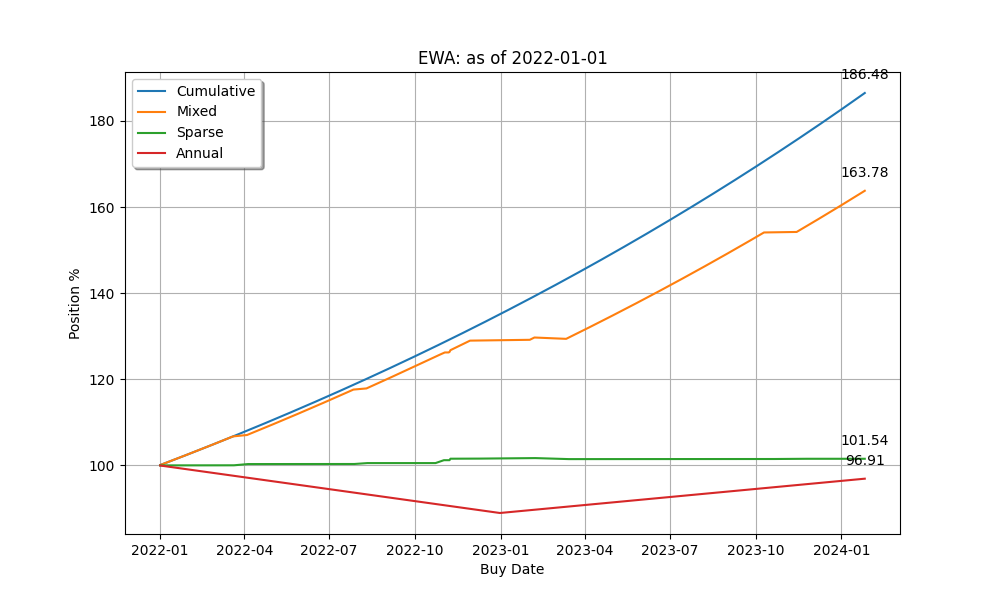 EWA: as of 2022-01-01
Cumulative
Mixed
Sparse
Annual
186.48
163.78
101.54
96.91
180
160
140
120
100
Position %
2022-01 2022-04 2022-07 2022-10 2023-01 2023-04 2023-07 2023-10 2024-01
Buy Date